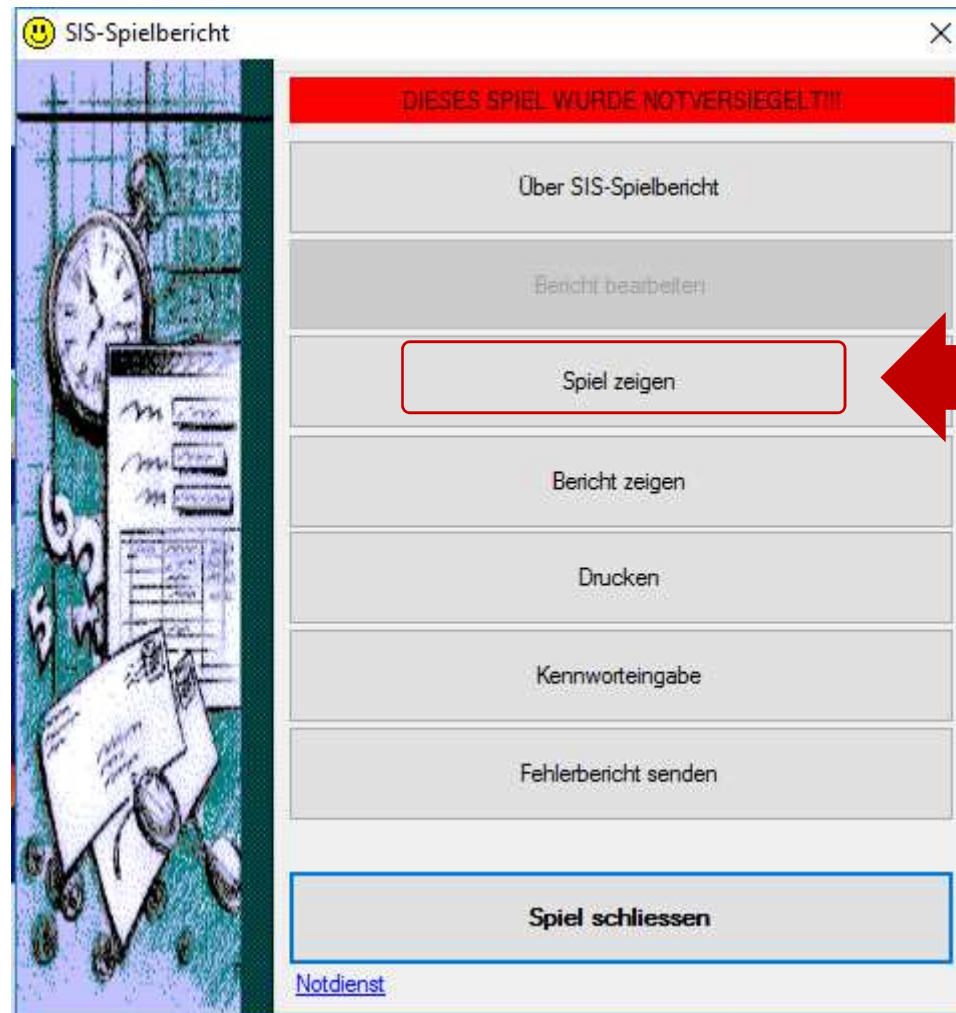 SIS-Spielbericht
DIESES SPIEL WURDE NOTVERSIEGELT!!!
Über SIS-Spielbericht
Bericht bearbeiten
Spiel zeigen
Bericht zeigen
Drucken
Kennworteingabe
Fehlerbericht senden
Spiel schliessen
Notdienst